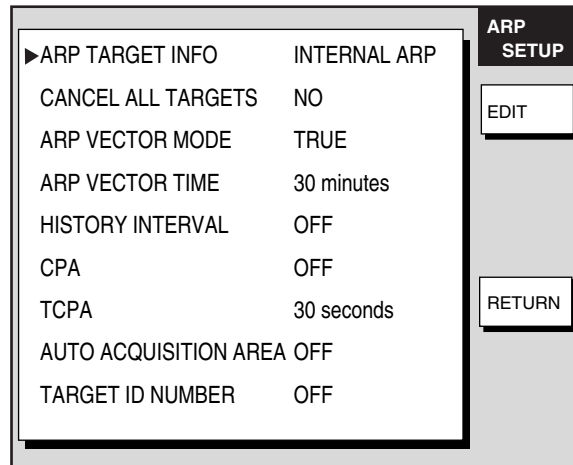 ARP
SETUP
▶ARP TARGET INFO INTERNAL ARP
CANCEL ALL TARGETS NO
ARP VECTOR MODE TRUE
ARP VECTOR TIME 30 minutes
HISTORY INTERVAL OFF
CPA OFF
TCPA 30 seconds
AUTO ACQUISITION AREA OFF
TARGET ID NUMBER OFF
EDIT
RETURN